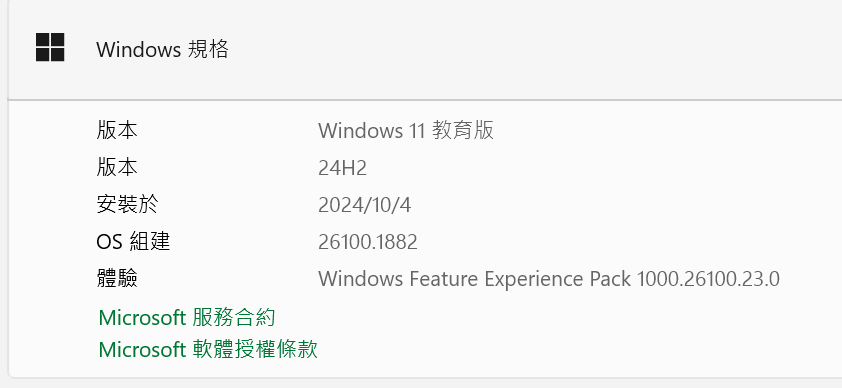 Windows 規格
版本 Windows 11 教育版
版本 24H2
安裝於 2024/10/4
OS 組建 26100.1882
體驗 Windows Feature Experience Pack 1000.26100.23.0
Microsoft 服務合約
Microsoft 軟體授權條款